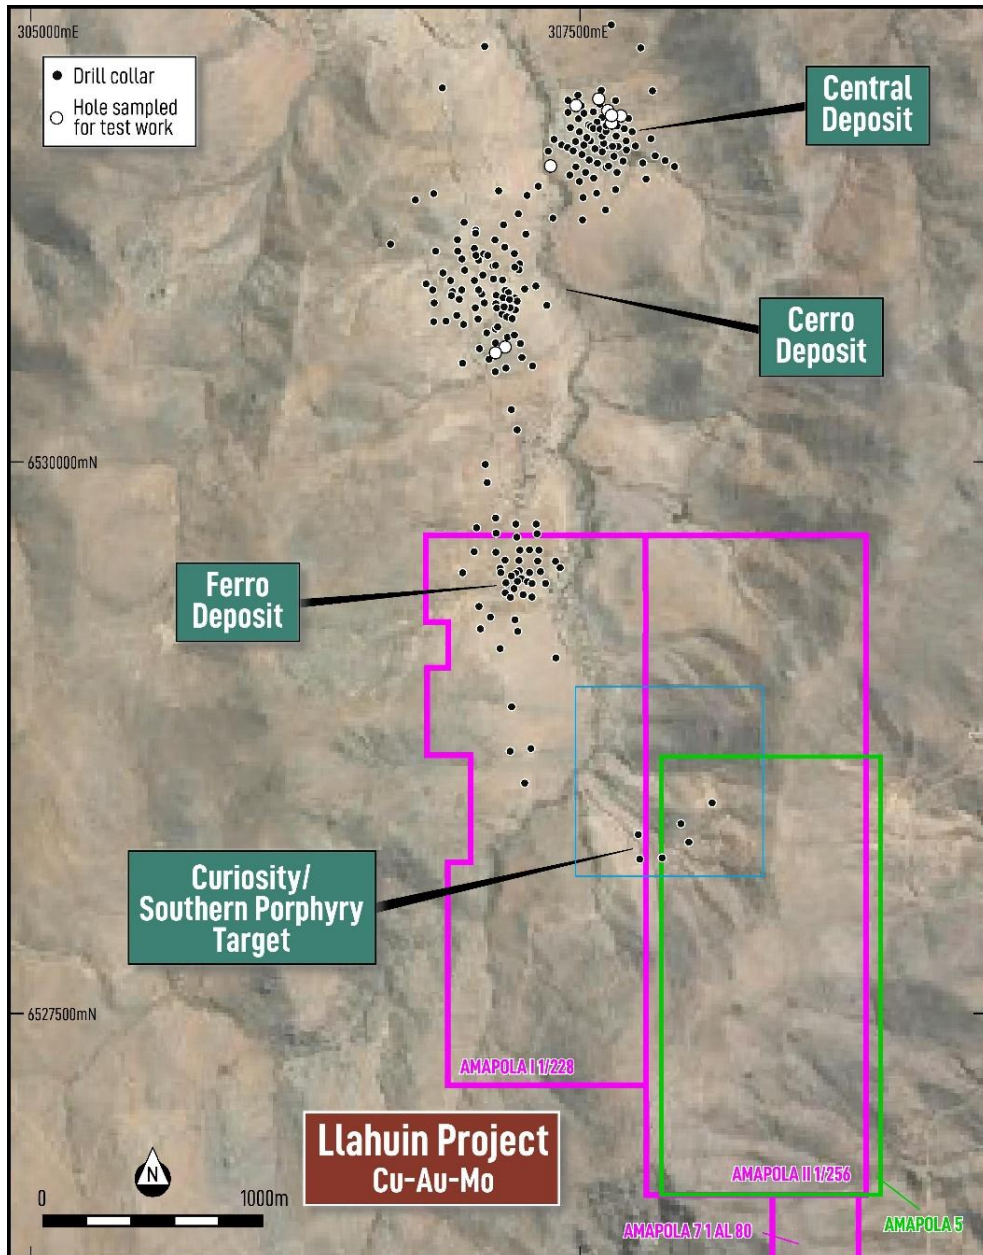 305000mE
307500mE
Drill collar
Hole sampled
for test work
Central
Deposit
Cerro
Deposit
6530000mN
Ferro
Deposit
Curiosity/
Southern Porphyry
Target
6527500mN
AMAPOLA I 1/228
Llahuin Project
Cu-Au-Mo
N
0
1000m
AMAPOLA II 1/256
AMAPOLA 7 1 AL 80
AMAPOLA 5